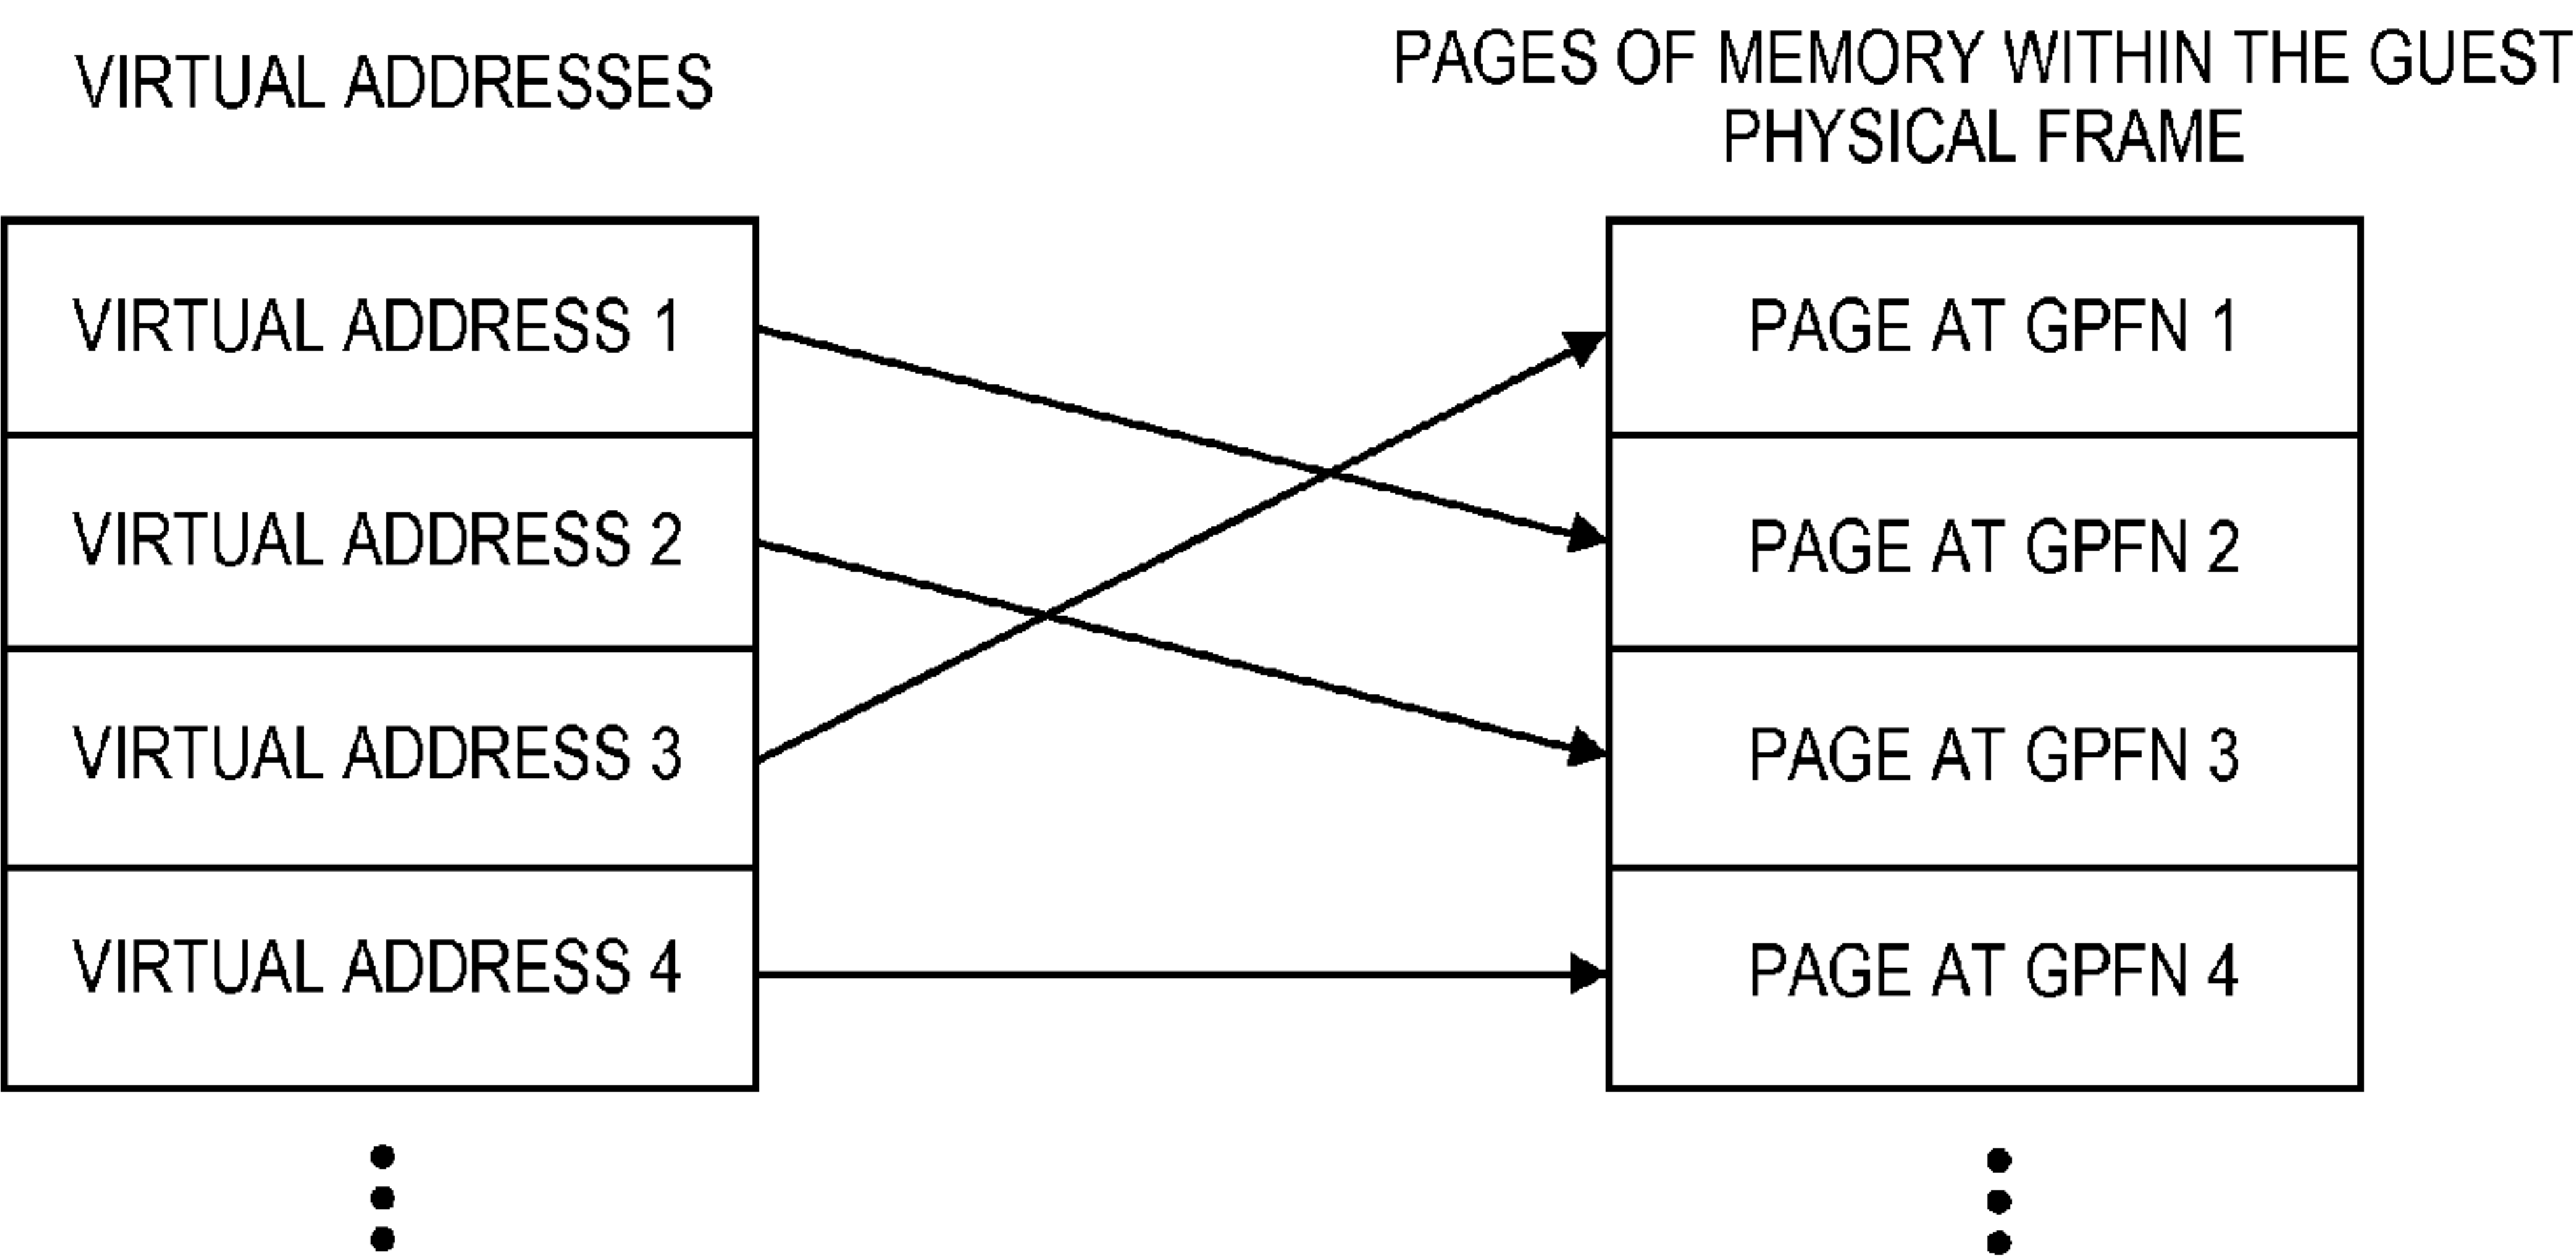 VIRTUAL ADDRESSES
PAGES OF MEMORY WITHIN THE GUEST
PHYSICAL FRAME
VIRTUAL ADDRESS 1
VIRTUAL ADDRESS 2
VIRTUAL ADDRESS 3
VIRTUAL ADDRESS 4
PAGE AT GPFN 1
PAGE AT GPFN 2
PAGE AT GPFN 3
PAGE AT GPFN 4